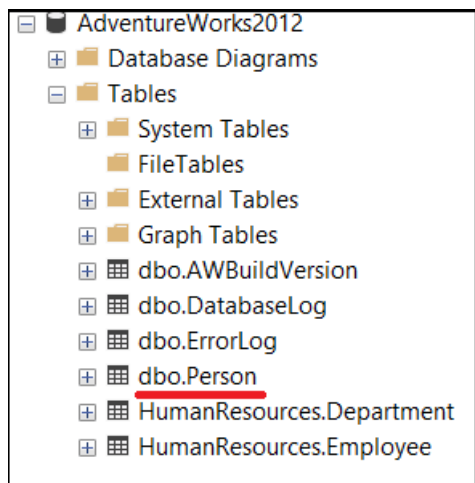 AdventureWorks2012
Database Diagrams
Tables
System Tables
FileTables
External Tables
Graph Tables
dbo.AWBuildVersion
dbo.DatabaseLog
dbo.ErrorLog
dbo.Person
HumanResources.Department
HumanResources.Employee